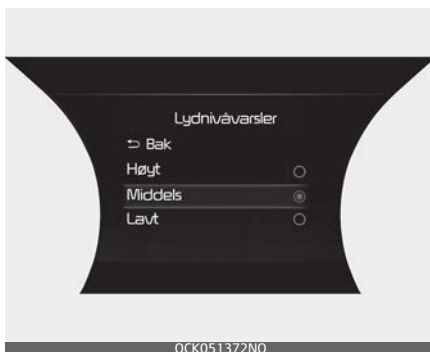 Lydnivåvarsler
Bak
Høyt
Middels
Lavt
OCK051372NO